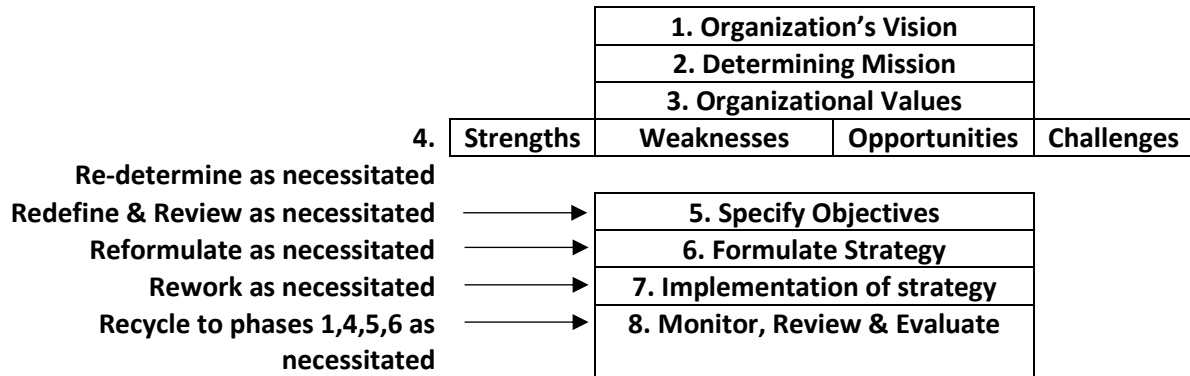 1. Organization's Vision
2. Determining Mission
3. Organizational Values
4. Strengths Weaknesses Opportunities Challenges
Re-determine as necessitated
Redefine & Review as necessitated 5. Specify Objectives
Reformulate as necessitated 6. Formulate Strategy
Rework as necessitated 7. Implementation of strategy
Recycle to phases 1,4,5,6 as 8. Monitor, Review & Evaluate
necessitated